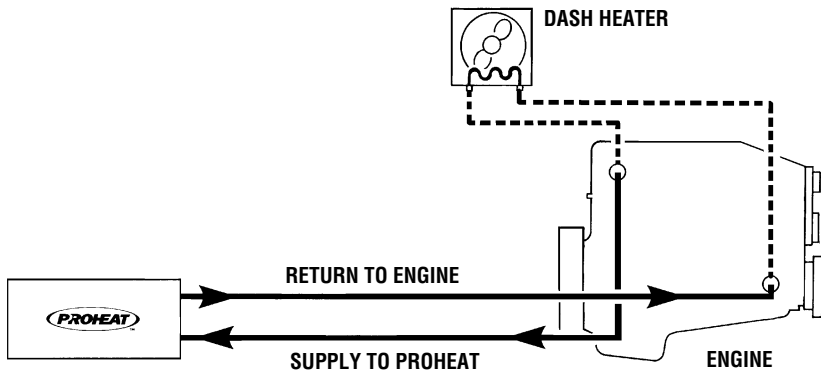 DASH HEATER
RETURN TO ENGINE
PROHEAT
SUPPLY TO PROHEAT
ENGINE